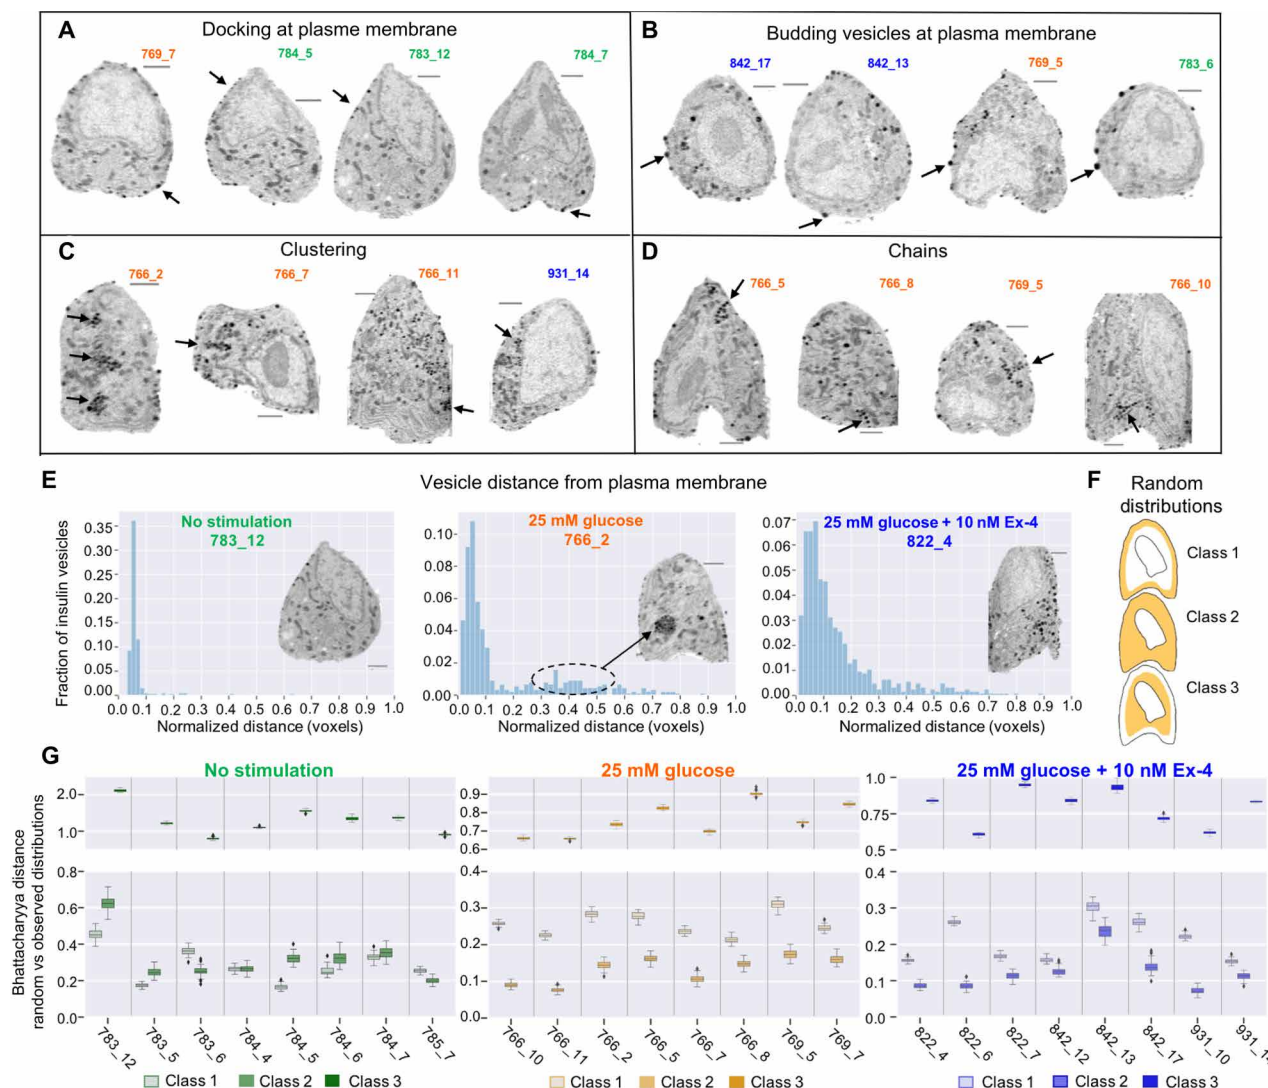 A
Docking at plasme membrane
769_7
784_5
783_12
784_7
B
Budding vesicles at plasma membrane
842_17
842_13
769_5
783_6
C
Clustering
766_2
766_7
766_11
931_14
D
Chains
766_5
766_8
769_5
766_10
E
Vesicle distance from plasma membrane
Fraction of insulin vesicles
0.35
0.30
0.25
0.20
0.15
0.10
0.05
0.00
No stimulation
783_12
0.0 0.1 0.2 0.3 0.4 0.5 0.6 0.7 0.8 0.9 1.0
Normalized distance (voxels)
0.10
0.08
0.06
0.04
0.02
0.00
25 mM glucose
766_2
0.0 0.1 0.2 0.3 0.4 0.5 0.6 0.7 0.8 0.9 1.0
Normalized distance (voxels)
0.07
0.06
0.05
0.04
0.03
0.02
0.01
0.00
25 mM glucose + 10 nM Ex-4
822_4
0.0 0.1 0.2 0.3 0.4 0.5 0.6 0.7 0.8 0.9 1.0
Normalized distance (voxels)
F
Random
distributions
Class 1
Class 2
Class 3
G
Bhattacharyya distance
random vs observed distributions
No stimulation
2.0
1.0
0.8
0.6
0.4
0.2
0.0
783_12
783_5
783_6
784_4
784_5
784_6
784_7
785_7
Class 1 Class 2 Class 3
25 mM glucose
0.9
0.8
0.7
0.6
0.4
0.3
0.2
0.1
0.0
766_10
766_11
766_2
766_5
766_7
766_8
769_5
769_7
Class 1 Class 2 Class 3
25 mM glucose + 10 nM Ex-4
1.0
0.75
0.5
0.4
0.3
0.2
0.1
0.0
822_4
822_6
822_7
842_12
842_13
842_17
931_10
931_14
Class 1 Class 2 Class 3